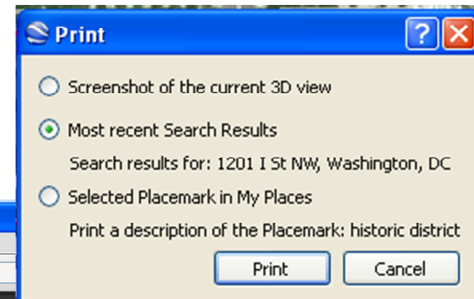 Print
Screenshot of the current 3D view
Most recent Search Results
Search results for: 1201 I St NW, Washington, DC
Selected Placemark in My Places
Print a description of the Placemark: historic district
Print Cancel